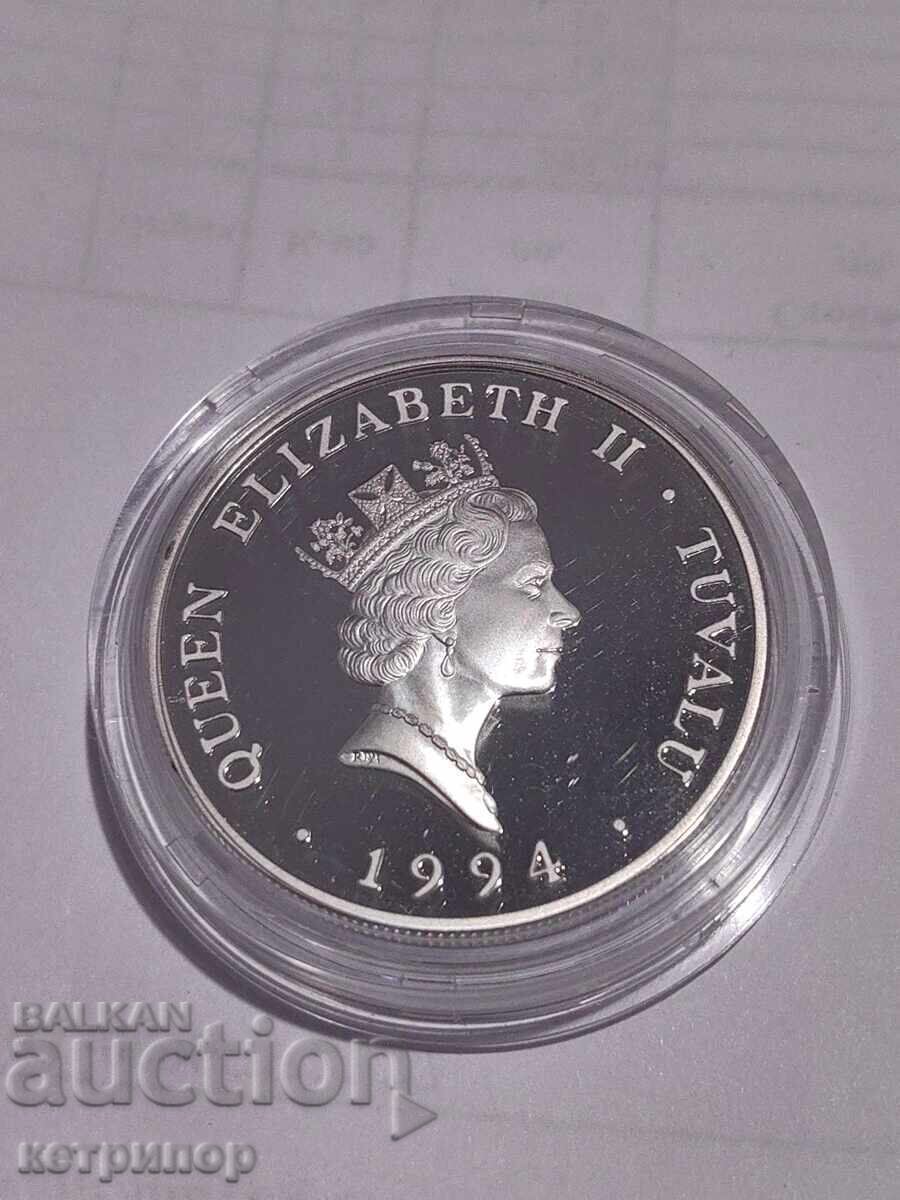 QUEEN ELIZABETH II · TUVALU ·
1994 ·
RDM
BALKAN
auction
кетрипор